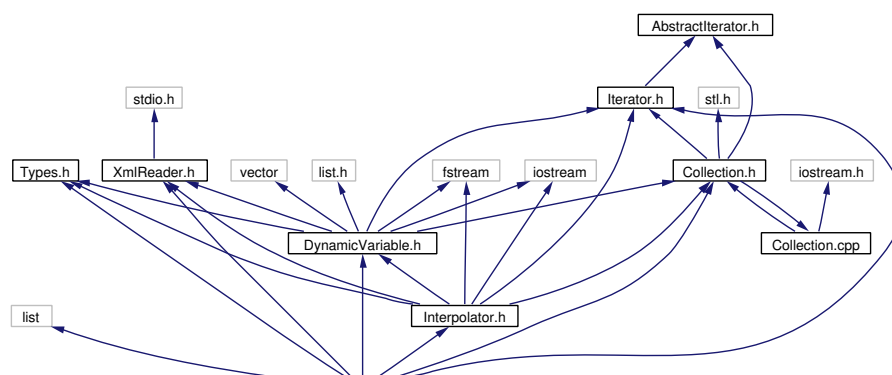 AbstractIterator.h
stdio.h
Iterator.h
stl.h
Types.h
XmlReader.h
vector
list.h
fstream
iostream
Collection.h
iostream.h
DynamicVariable.h
Collection.cpp
list
Interpolator.h